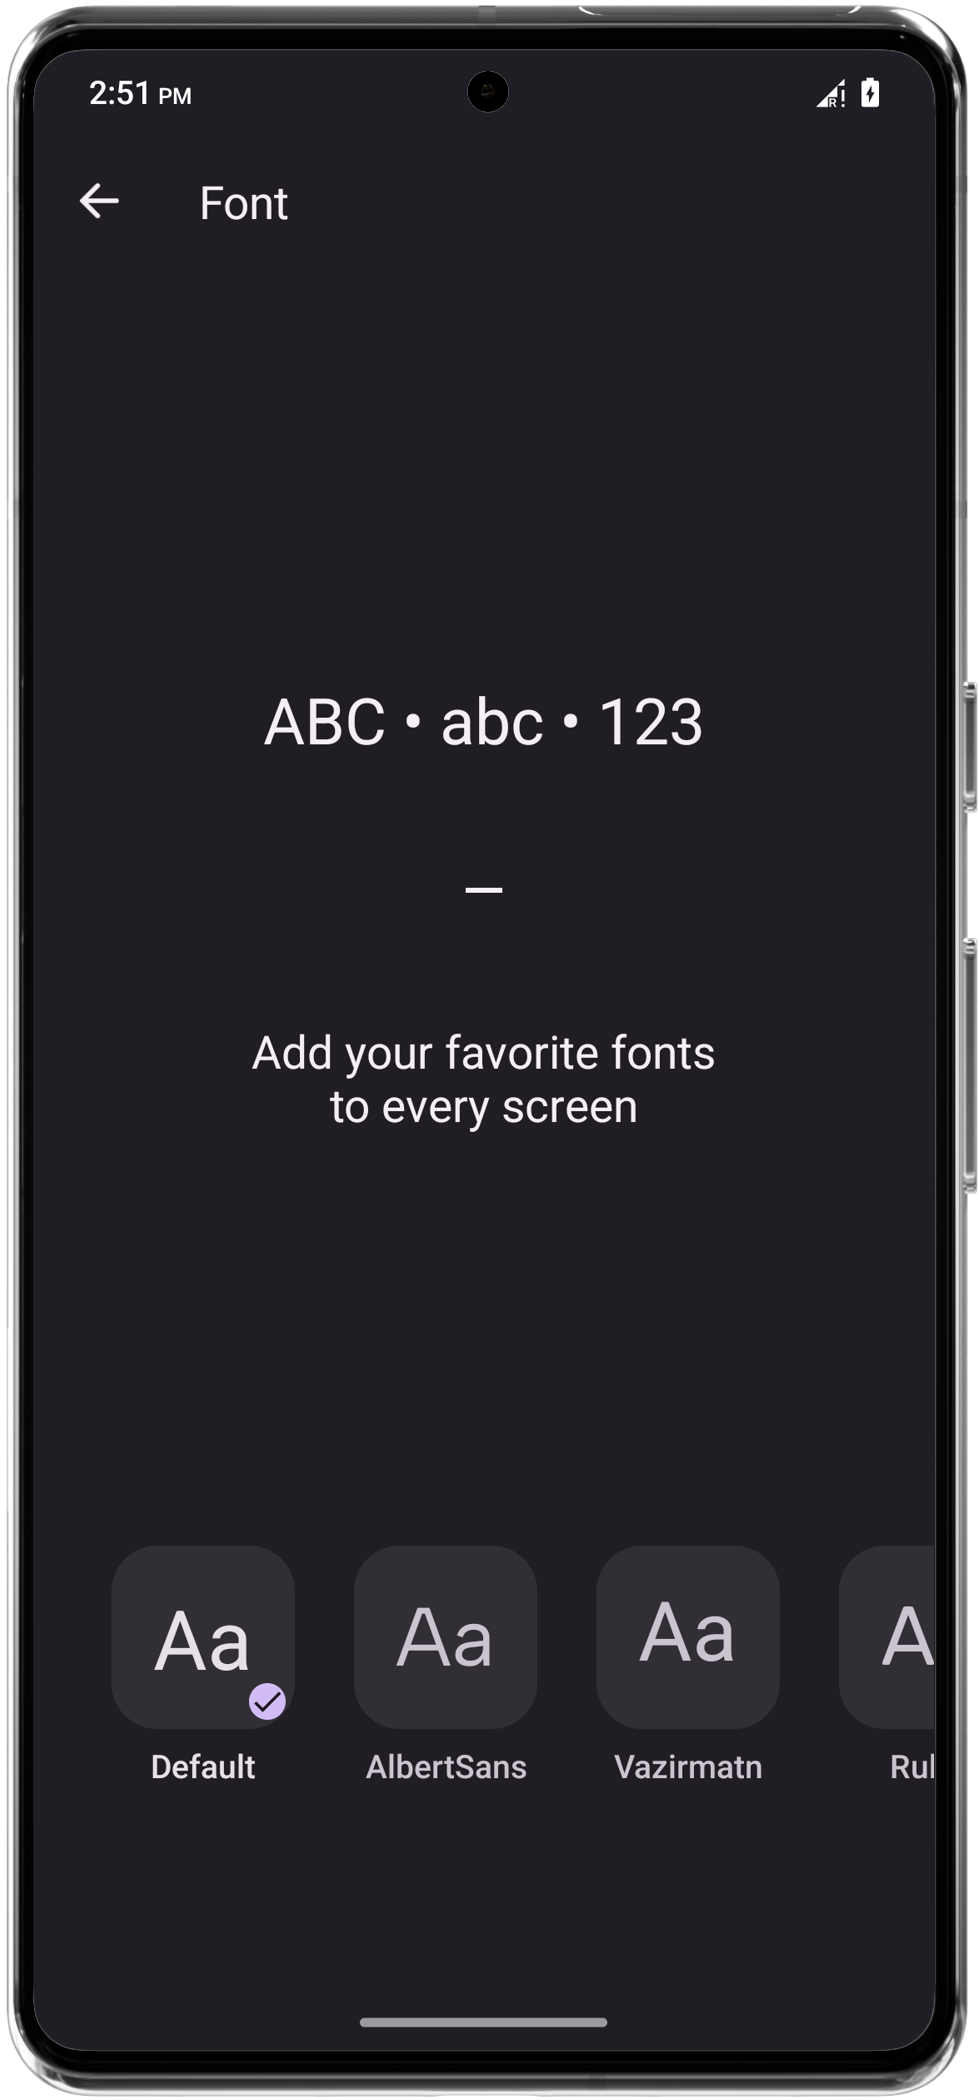 2:51 PM
R
Font
ABC • abc • 123
Add your favorite fonts
to every screen
Aa Aa Aa
Default AlbertSans Vazirmatn